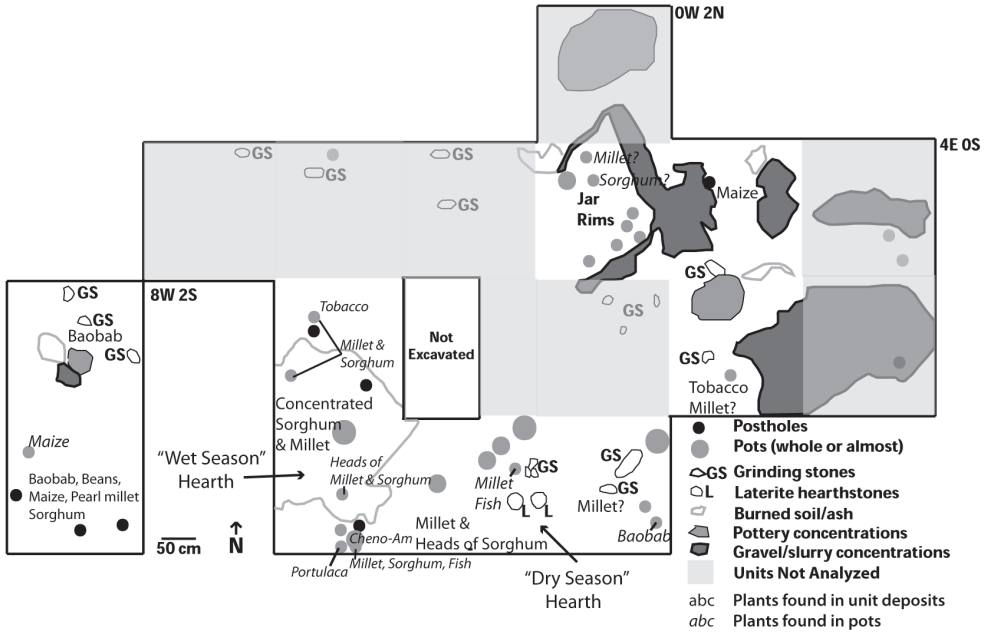 0W 2N
4E 0S
GS
GS
GS
GS
Millet?
Sorghum?
Jar
Rims
Maize
GS
8W 2S
GS
GS
Baobab
GS
Tobacco
Millet &
Sorghum
Not
Excavated
GS
GS
Tobacco
Millet?
Concentrated
Sorghum
& Millet
Maize
Baobab, Beans,
Maize, Pearl millet
Sorghum
"Wet Season"
Hearth
Heads of
Millet & Sorghum
GS
Millet
Fish
L
L
GS
GS
Millet?
Baobab
Cheno-Am
Millet &
Heads of Sorghum
Portulaca
Millet, Sorghum, Fish
50 cm
N
"Dry Season"
Hearth
Postholes
Pots (whole or almost)
GS Grinding stones
L Laterite hearthstones
Burned soil/ash
Pottery concentrations
Gravel/slurry concentrations
Units Not Analyzed
abc Plants found in unit deposits
abc Plants found in pots